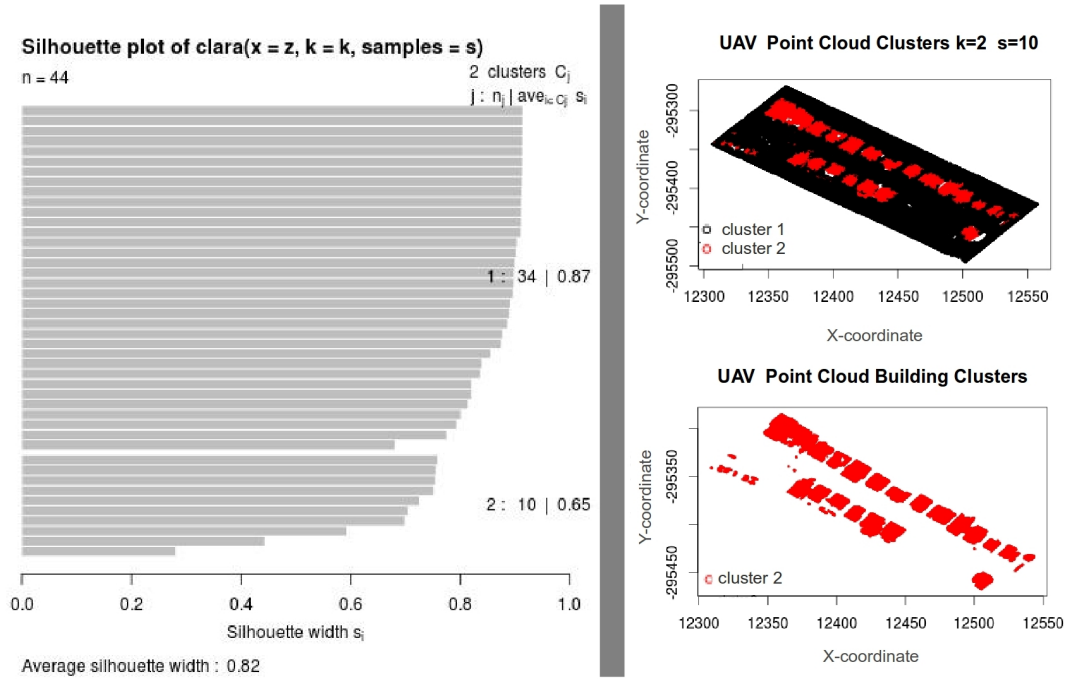 Silhouette plot of clara(x = z, k = k, samples = s)
n = 44
2 clusters Cj
j : nj | avei∈Cj si
1 : 34 | 0.87
2 : 10 | 0.65
0.0 0.2 0.4 0.6 0.8 1.0
Silhouette width si
Average silhouette width : 0.82
UAV Point Cloud Clusters k=2 s=10
Y-coordinate
-295300
-295400
-295500
cluster 1
cluster 2
12300 12350 12400 12450 12500 12550
X-coordinate
UAV Point Cloud Building Clusters
Y-coordinate
-295350
-295450
cluster 2
12300 12350 12400 12450 12500 12550
X-coordinate